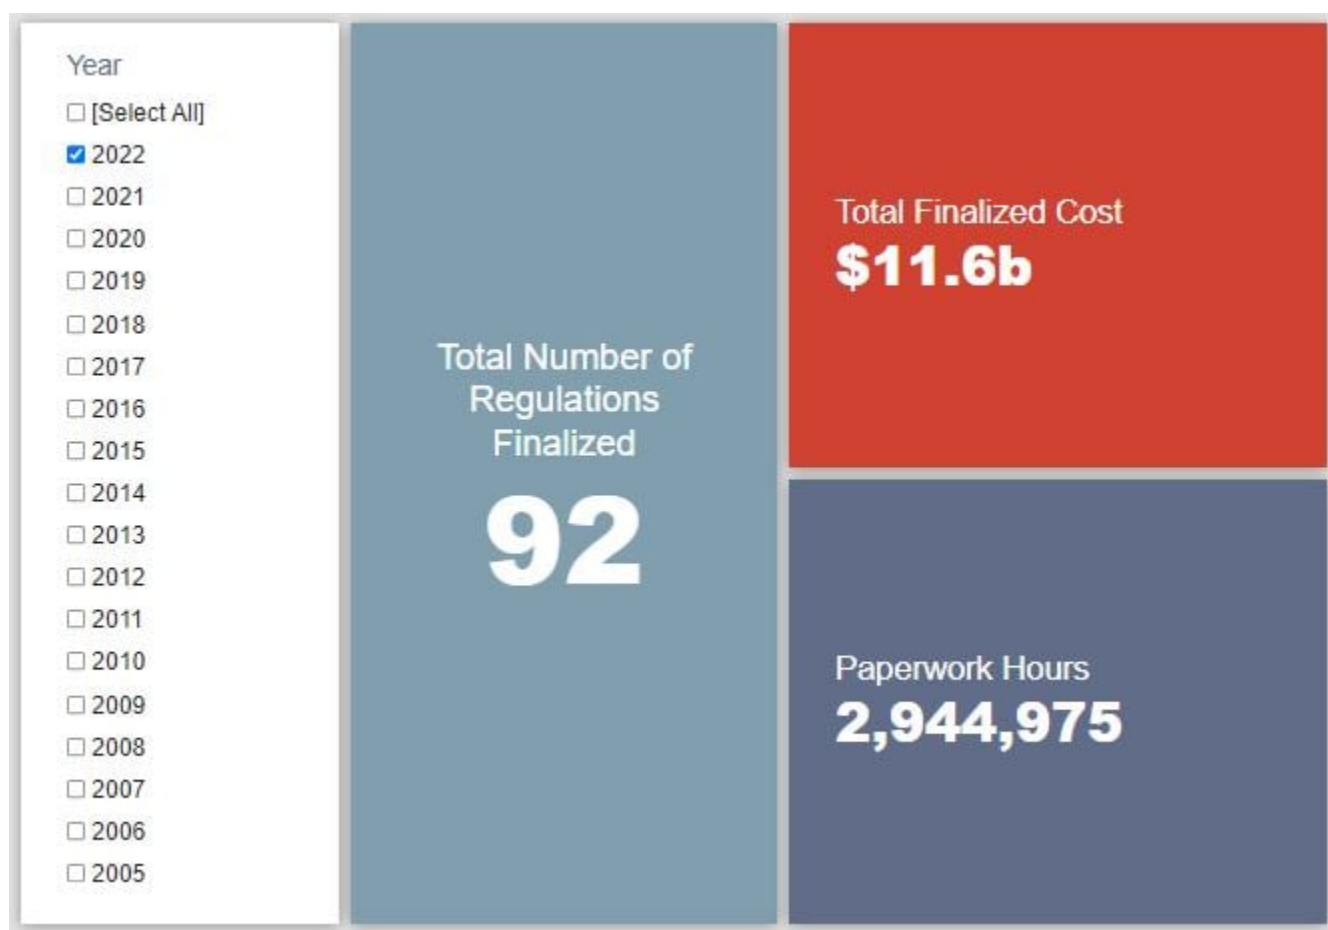 Year
[Select All]
2022
2021
2020
2019
2018
2017
2016
2015
2014
2013
2012
2011
2010
2009
2008
2007
2006
2005
Total Number of
Regulations
Finalized
92
Total Finalized Cost
$11.6b
Paperwork Hours
2,944,975